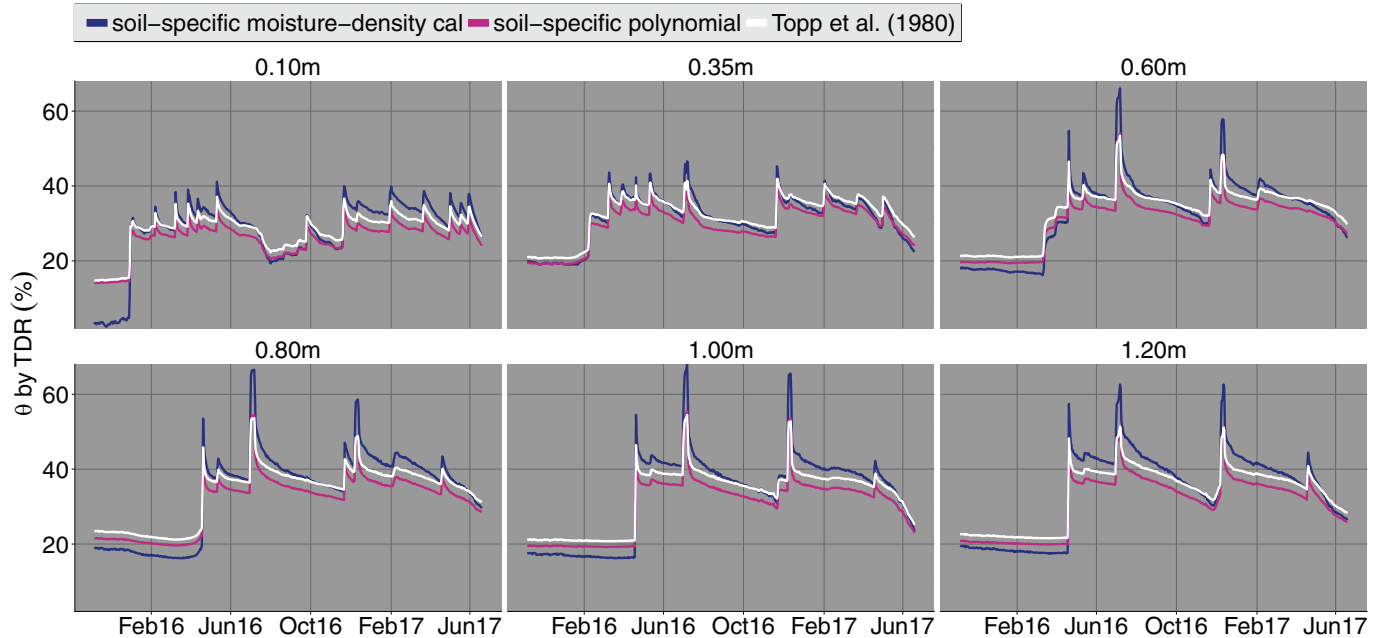 soil−specific moisture−density cal soil−specific polynomial Topp et al. (1980)
0.10m 0.35m 0.60m
60
40
20
0.80m 1.00m 1.20m
60
40
20
θ by TDR (%)
Feb16 Jun16 Oct16 Feb17 Jun17 Feb16 Jun16 Oct16 Feb17 Jun17 Feb16 Jun16 Oct16 Feb17 Jun17